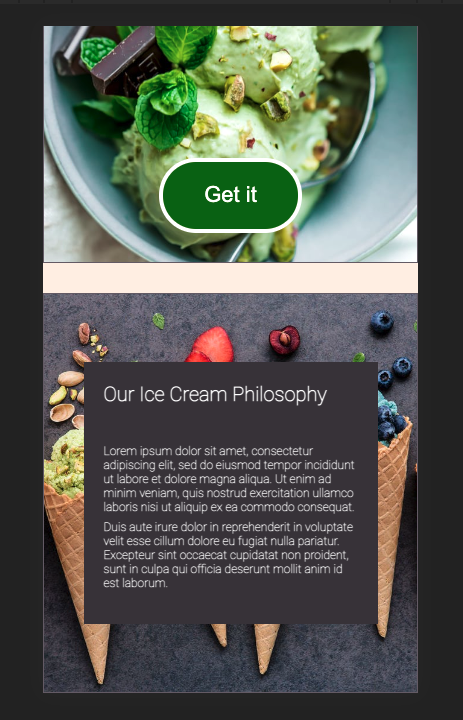 Get it
Our Ice Cream Philosophy
Lorem ipsum dolor sit amet, consectetur
adipiscing elit, sed do eiusmod tempor incididunt
ut labore et dolore magna aliqua. Ut enim ad
minim veniam, quis nostrud exercitation ullamco
laboris nisi ut aliquip ex ea commodo consequat.
Duis aute irure dolor in reprehenderit in voluptate
velit esse cillum dolore eu fugiat nulla pariatur.
Excepteur sint occaecat cupidatat non proident,
sunt in culpa qui officia deserunt mollit anim id
est laborum.